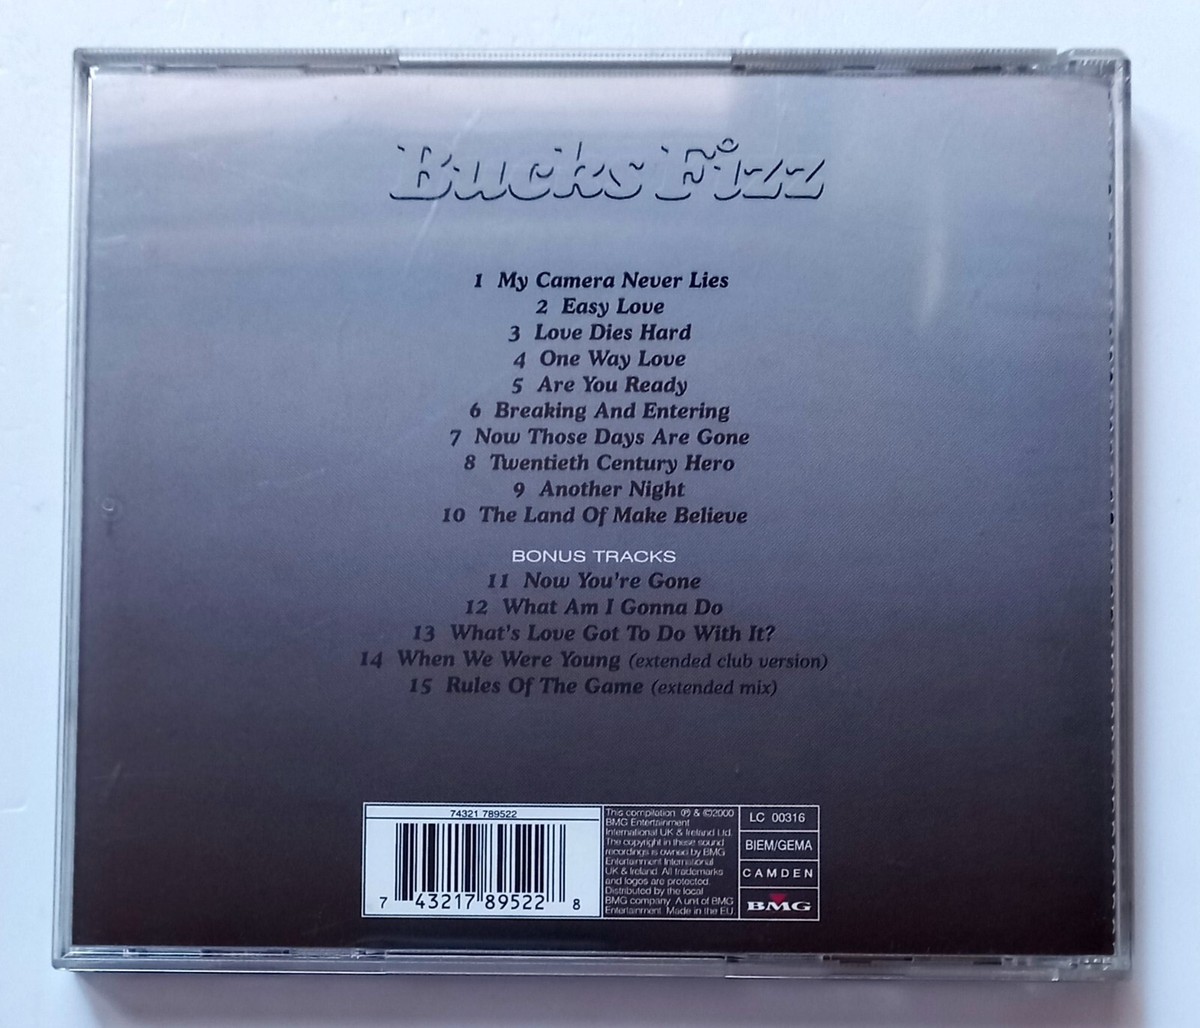 Bucks Fizz
1 My Camera Never Lies
2 Easy Love
3 Love Dies Hard
4 One Way Love
5 Are You Ready
6 Breaking And Entering
7 Now Those Days Are Gone
8 Twentieth Century Hero
9 Another Night
10 The Land Of Make Believe
BONUS TRACKS
11 Now You're Gone
12 What Am I Gonna Do
13 What's Love Got To Do With It?
14 When We Were Young (extended club version)
15 Rules Of The Game (extended mix)
74321 789522
7 43217 89522 8
This compilation ℗ & ©2000
BMG Entertainment
International UK & Ireland Ltd.
The copyright in these sound
recordings is owned by BMG
Entertainment International
UK & Ireland. All trademarks
and logos are protected.
Distributed by the local
BMG company. A unit of BMG
Entertainment. Made in the EU.
LC 00316
BIEM/GEMA
CAMDEN
BMG